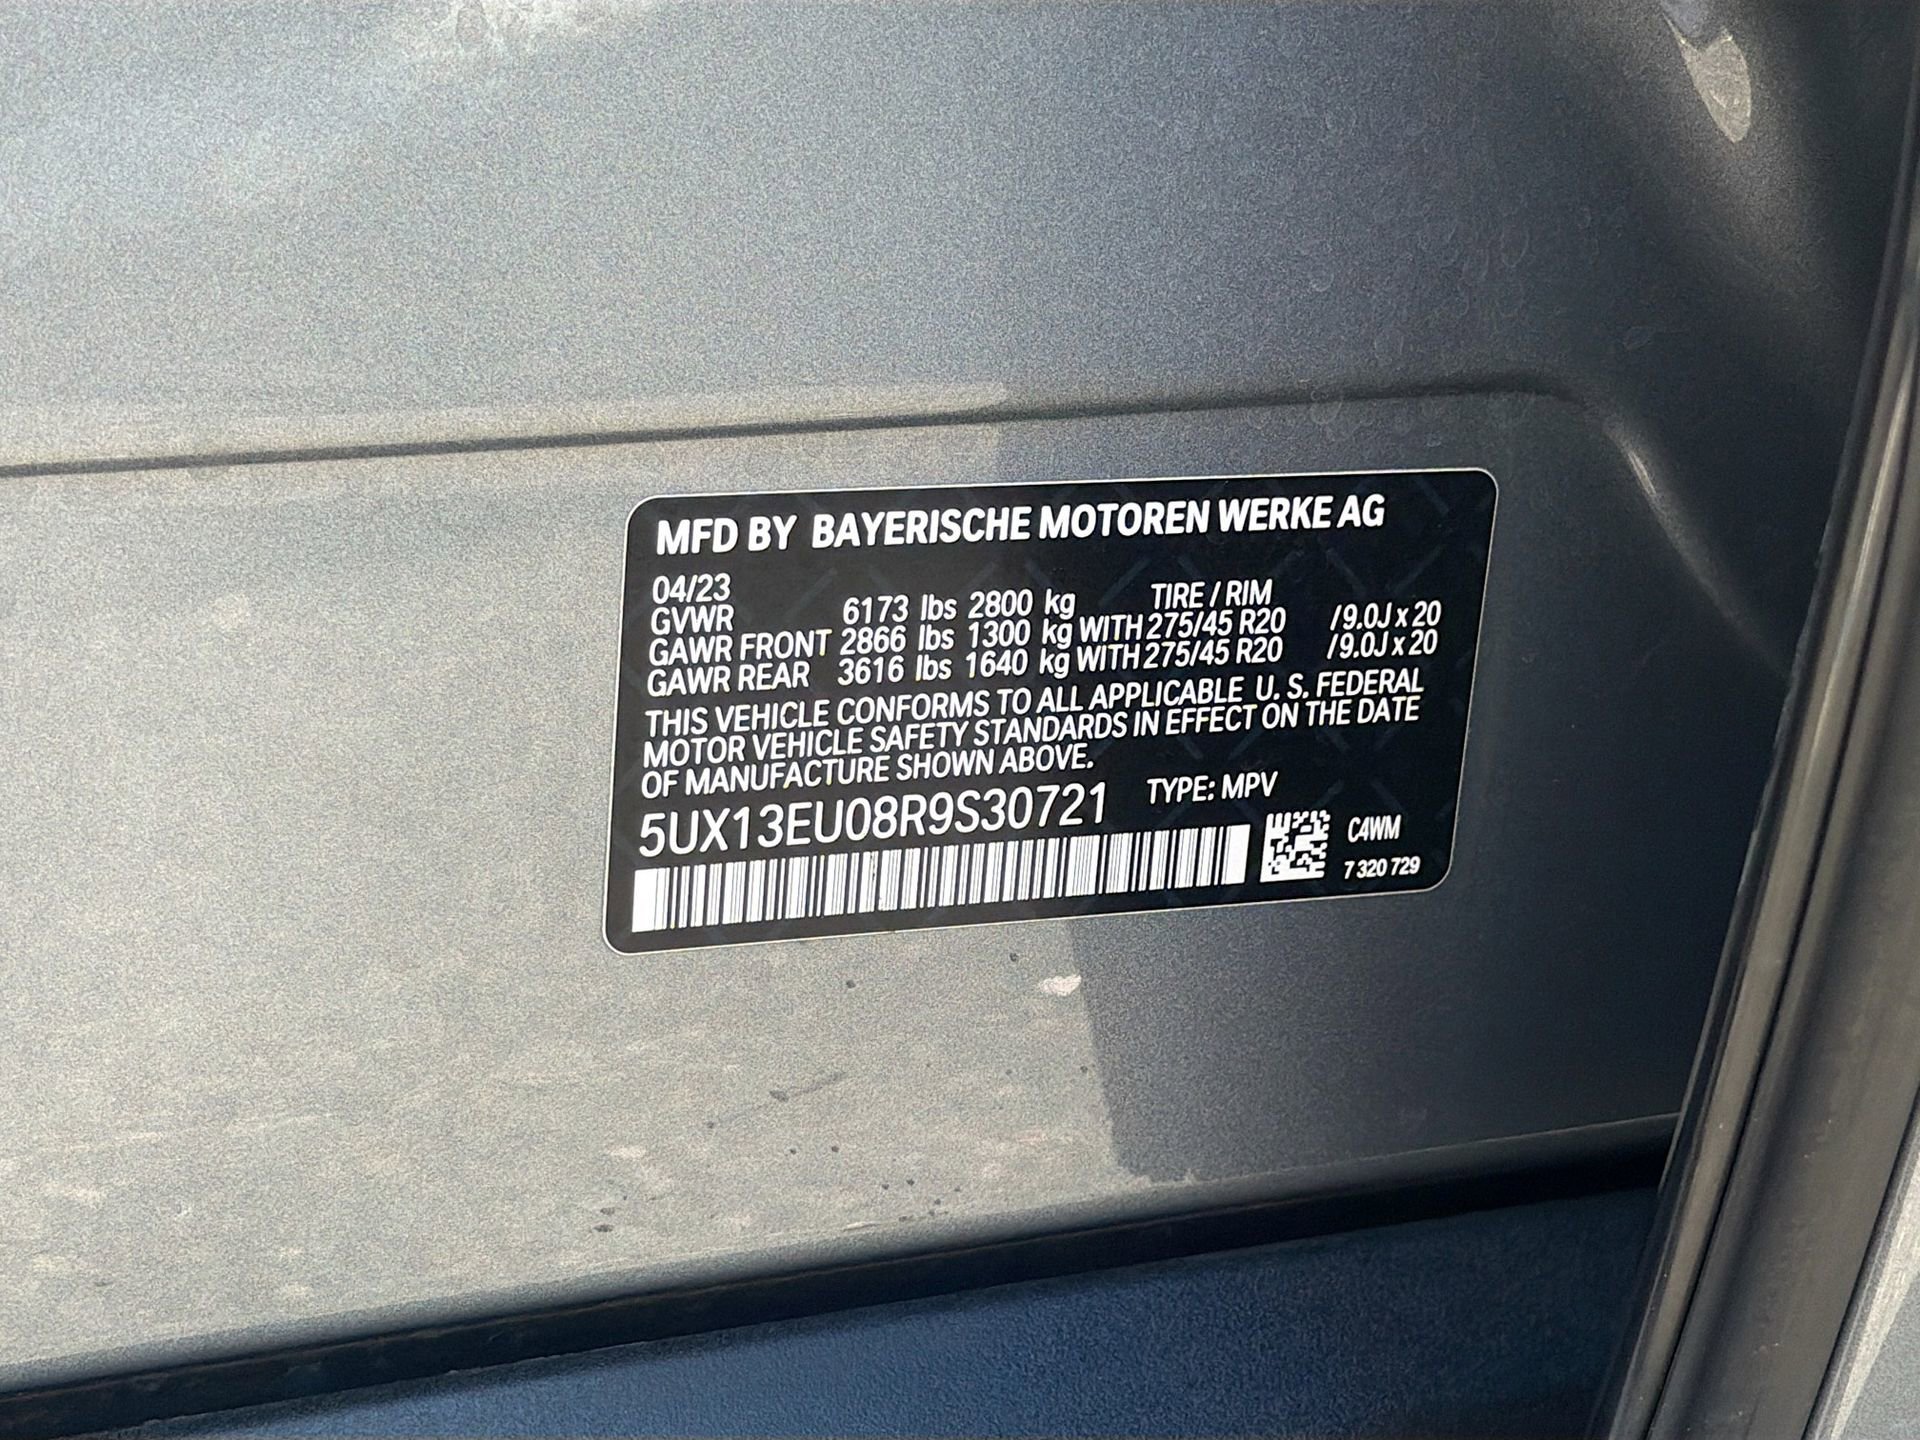 MFD BY BAYERISCHE MOTOREN WERKE AG
04/23
GVWR 6173 lbs 2800 kg TIRE / RIM
GAWR FRONT 2866 lbs 1300 kg WITH 275/45 R20 /9.0J x 20
GAWR REAR 3616 lbs 1640 kg WITH 275/45 R20 /9.0J x 20
THIS VEHICLE CONFORMS TO ALL APPLICABLE U. S. FEDERAL
MOTOR VEHICLE SAFETY STANDARDS IN EFFECT ON THE DATE
OF MANUFACTURE SHOWN ABOVE.
5UX13EU08R9S30721 TYPE: MPV
C4WM
7 320 729